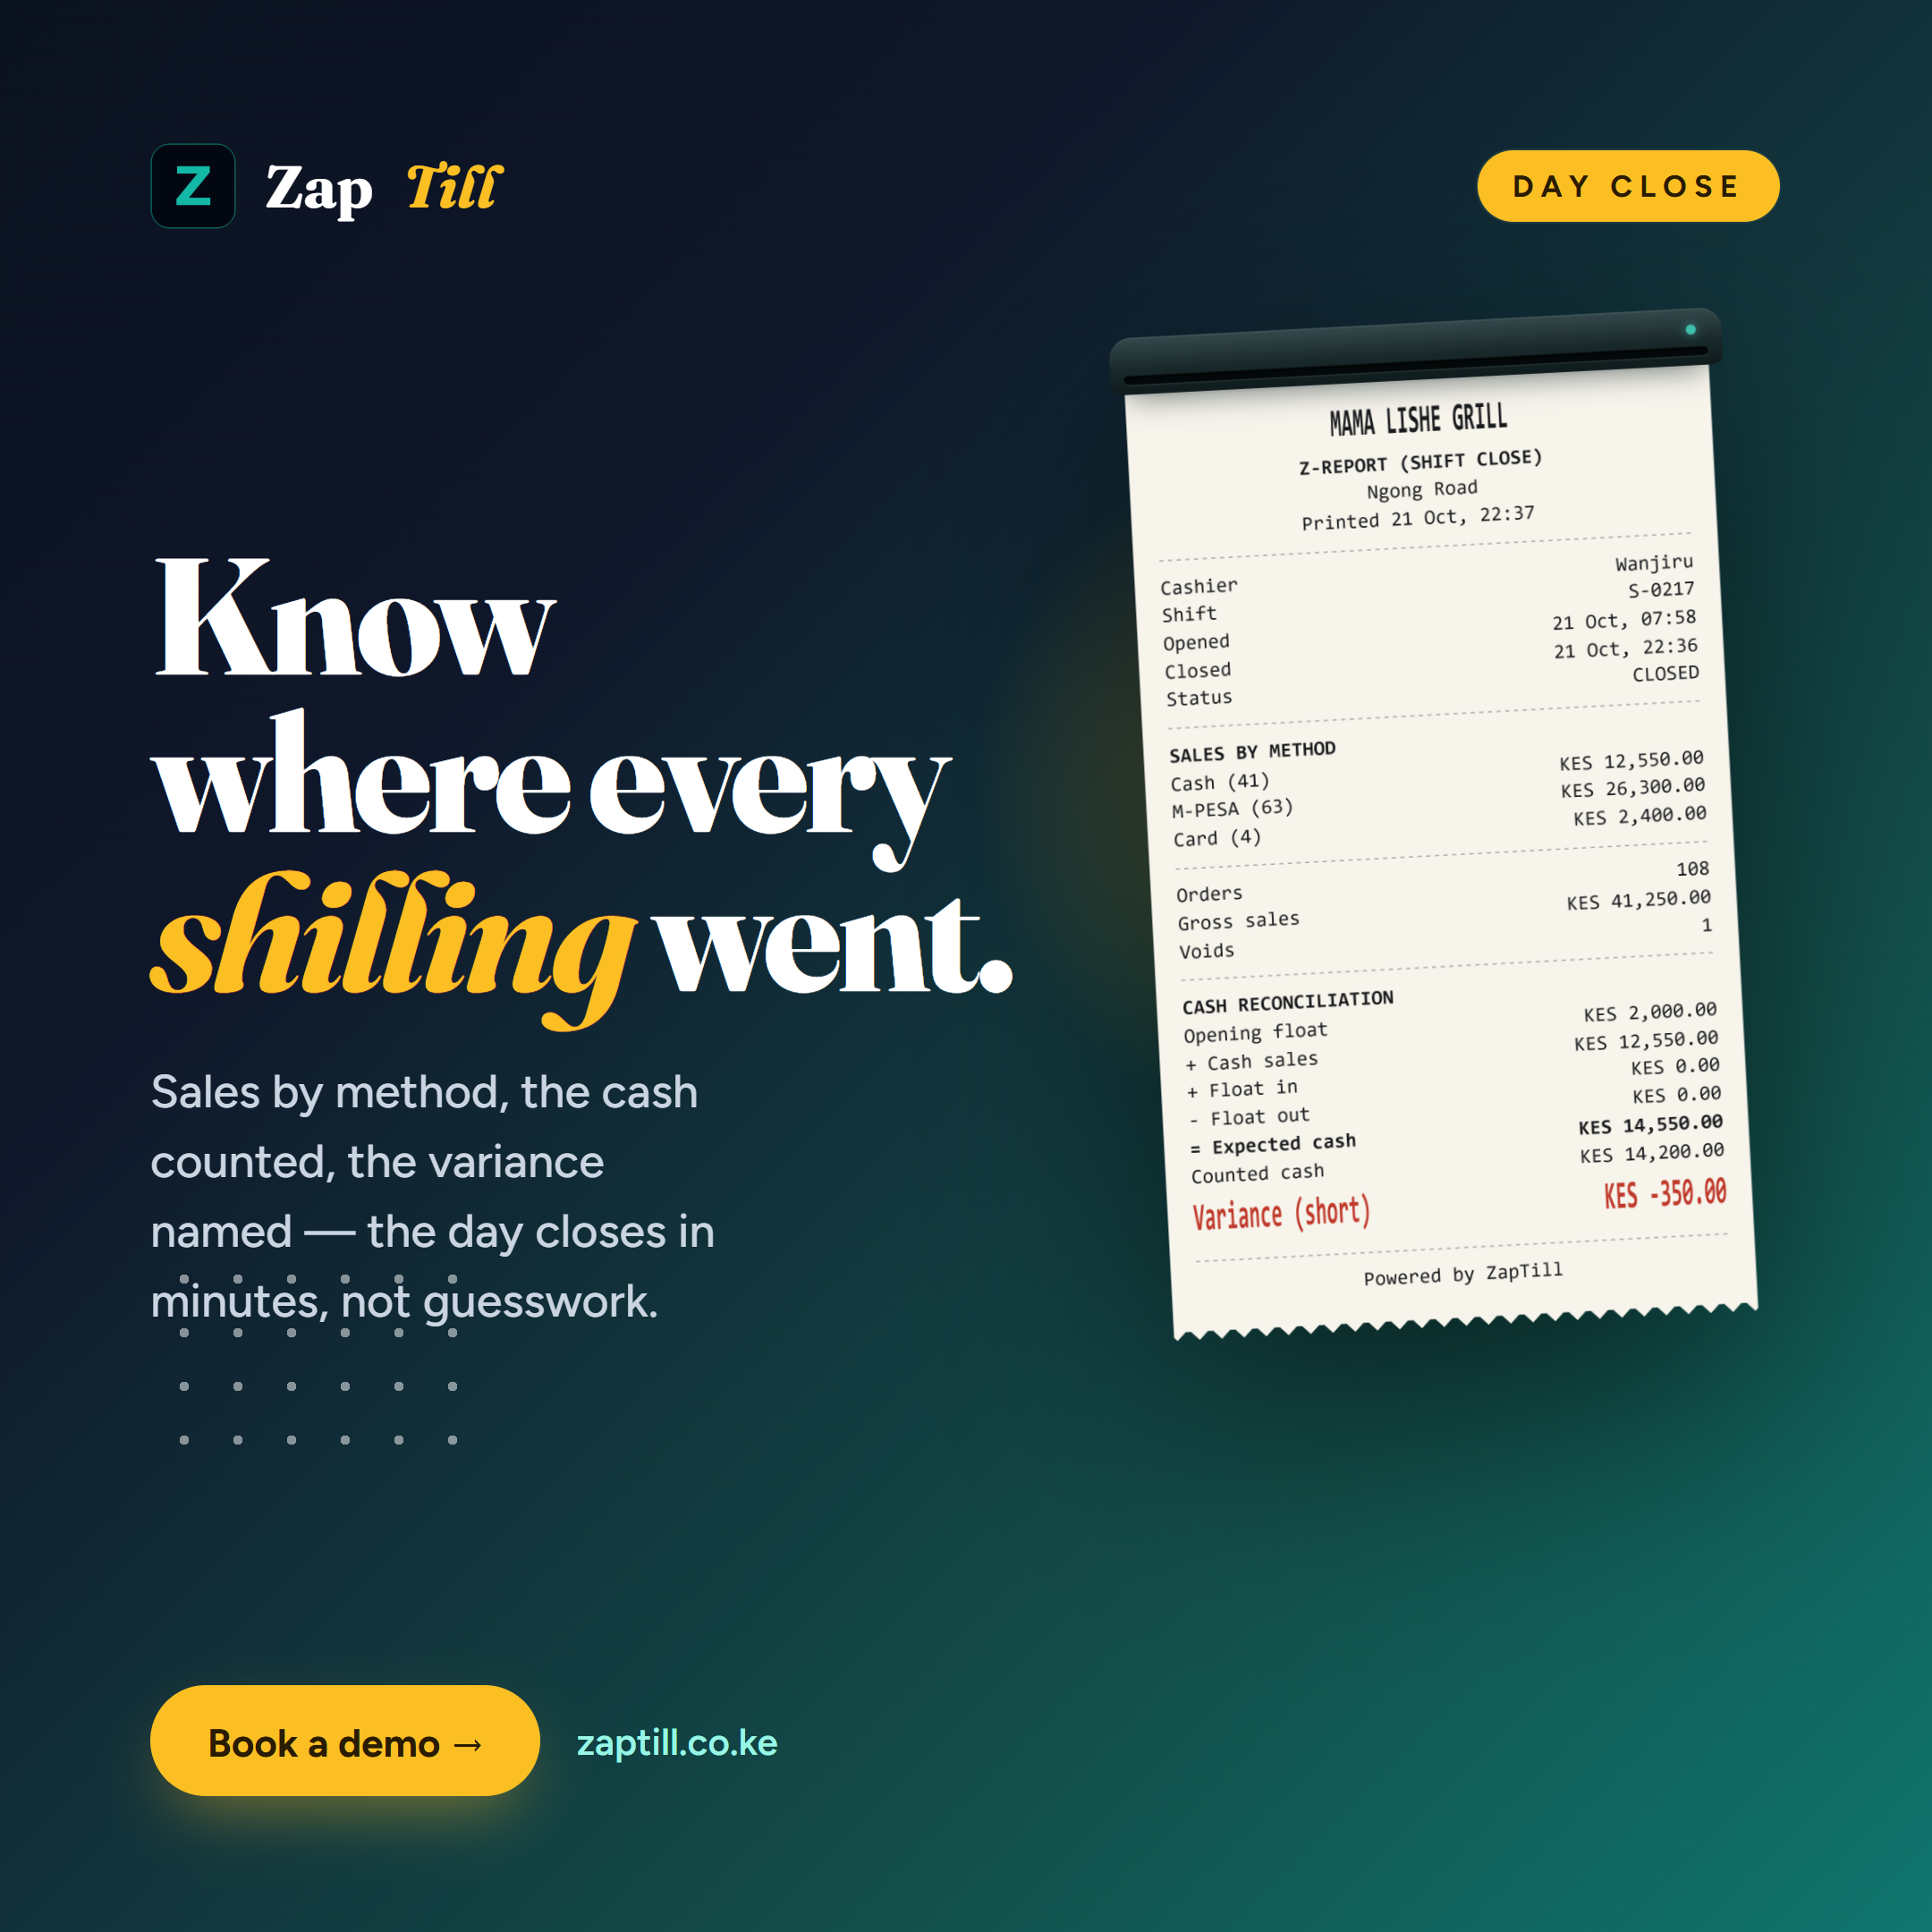 Z Zap Till
DAY CLOSE
Know
where every
shilling went.
Sales by method, the cash
counted, the variance
named — the day closes in
minutes, not guesswork.
MAMA LISHE GRILL
Z-REPORT (SHIFT CLOSE)
Ngong Road
Printed 21 Oct, 22:37
Cashier Wanjiru
Shift S-0217
Opened 21 Oct, 07:58
Closed 21 Oct, 22:36
Status CLOSED
SALES BY METHOD
Cash (41) KES 12,550.00
M-PESA (63) KES 26,300.00
Card (4) KES 2,400.00
Orders 108
Gross sales KES 41,250.00
Voids 1
CASH RECONCILIATION
Opening float KES 2,000.00
+ Cash sales KES 12,550.00
+ Float in KES 0.00
- Float out KES 0.00
= Expected cash KES 14,550.00
Counted cash KES 14,200.00
Variance (short) KES -350.00
Powered by ZapTill
Book a demo →
zaptill.co.ke